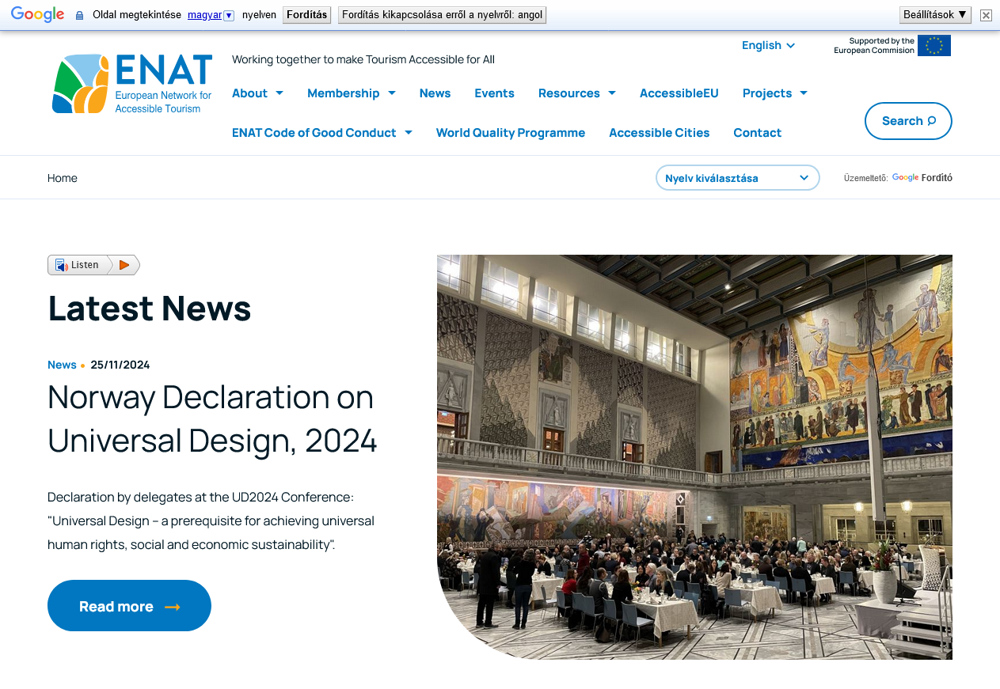 Google Oldal megtekintése magyar ▼ nyelven Fordítás Fordítás kikapcsolása erről a nyelvről: angol Beállítások ▼
English
Supported by the
European Commision
Working together to make Tourism Accessible for All
ENAT
European Network for
Accessible Tourism
About Membership News Events Resources AccessibleEU Projects
ENAT Code of Good Conduct World Quality Programme Accessible Cities Contact
Search
Home
Nyelv kiválasztása
Üzemeltető: Google Fordító
Listen
Latest News
News • 25/11/2024
Norway Declaration on
Universal Design, 2024
Declaration by delegates at the UD2024 Conference:
"Universal Design – a prerequisite for achieving universal
human rights, social and economic sustainability".
Read more